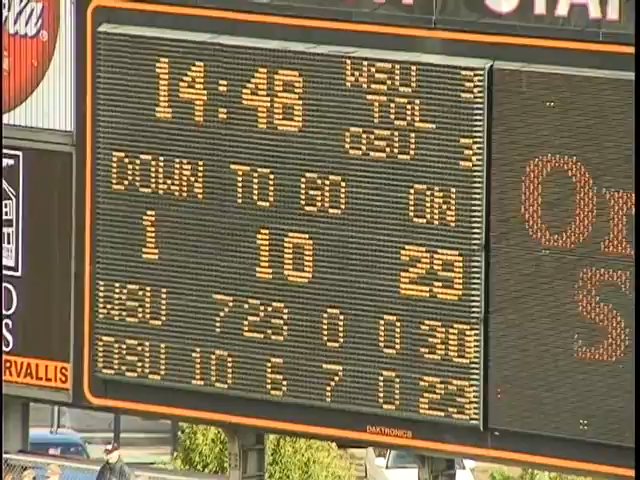 14:48 WSU 3
TOL
OSU 3
DOWN TO GO ON
1 10 29
WSU 7 23 0 0 30
OSU 10 6 7 0 23
DAKTRONICS
RVALLIS
Or
S